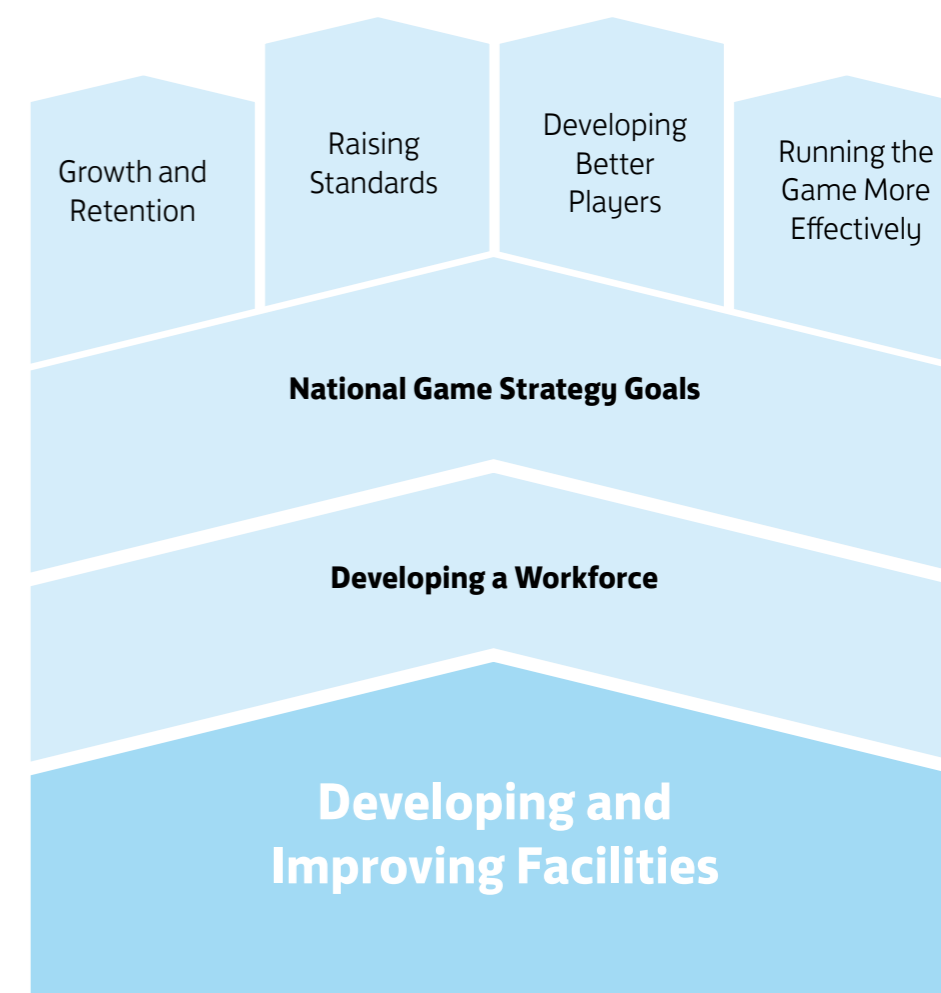 Growth and
Retention
Raising
Standards
Developing
Better
Players
Running the
Game More
Effectively
National Game Strategy Goals
Developing a Workforce
Developing and
Improving Facilities